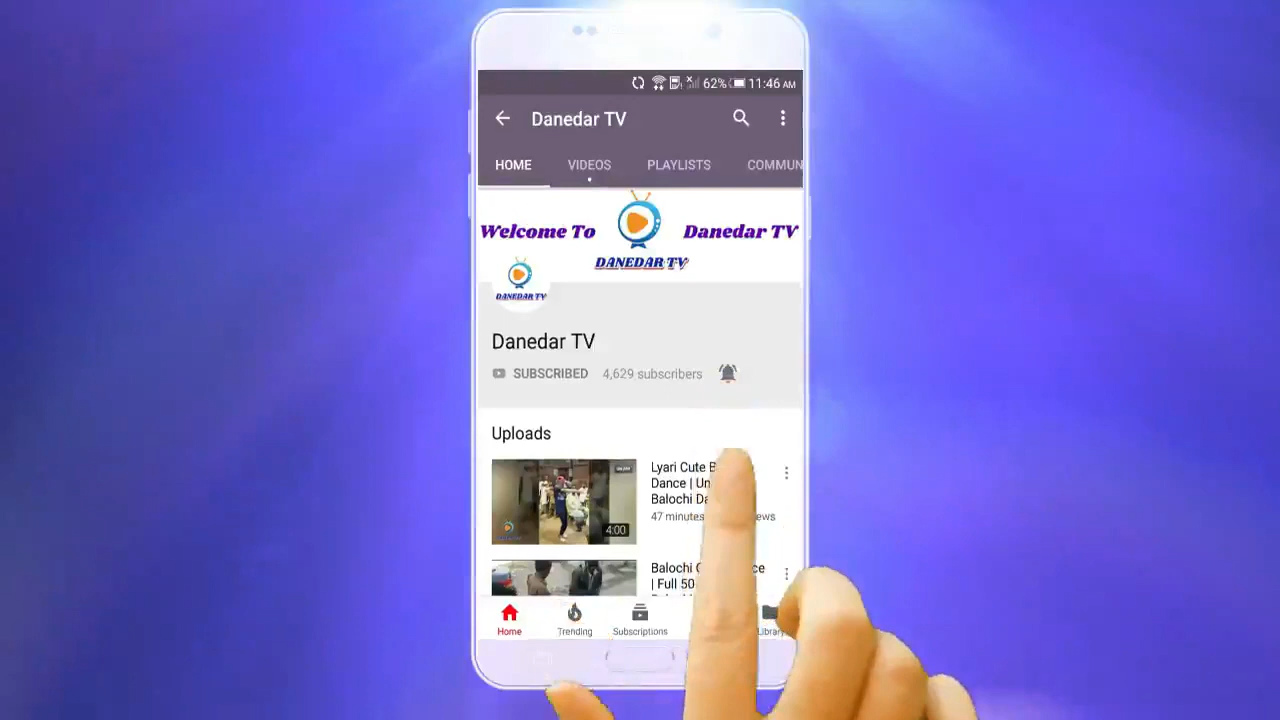 62% 11:46 AM
Danedar TV
HOME VIDEOS PLAYLISTS COMMUN
Welcome To Danedar TV
DANEDAR TV
DANEDAR TV
Danedar TV
SUBSCRIBED 4,629 subscribers
Uploads
Lyari Cute B
Dance | Un
Balochi Da
47 minutes ews
4:00
Balochi ce
| Full 50
Home Trending Subscriptions Library